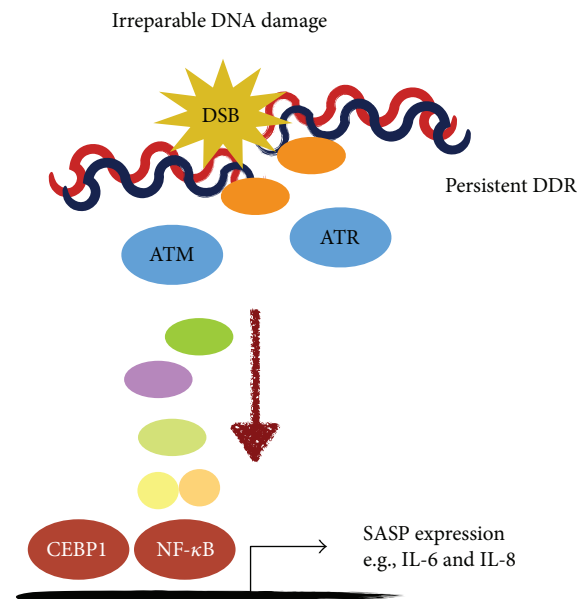 Irreparable DNA damage
DSB
Persistent DDR
ATM
ATR
CEBP1
NF-κB
SASP expression
e.g., IL-6 and IL-8